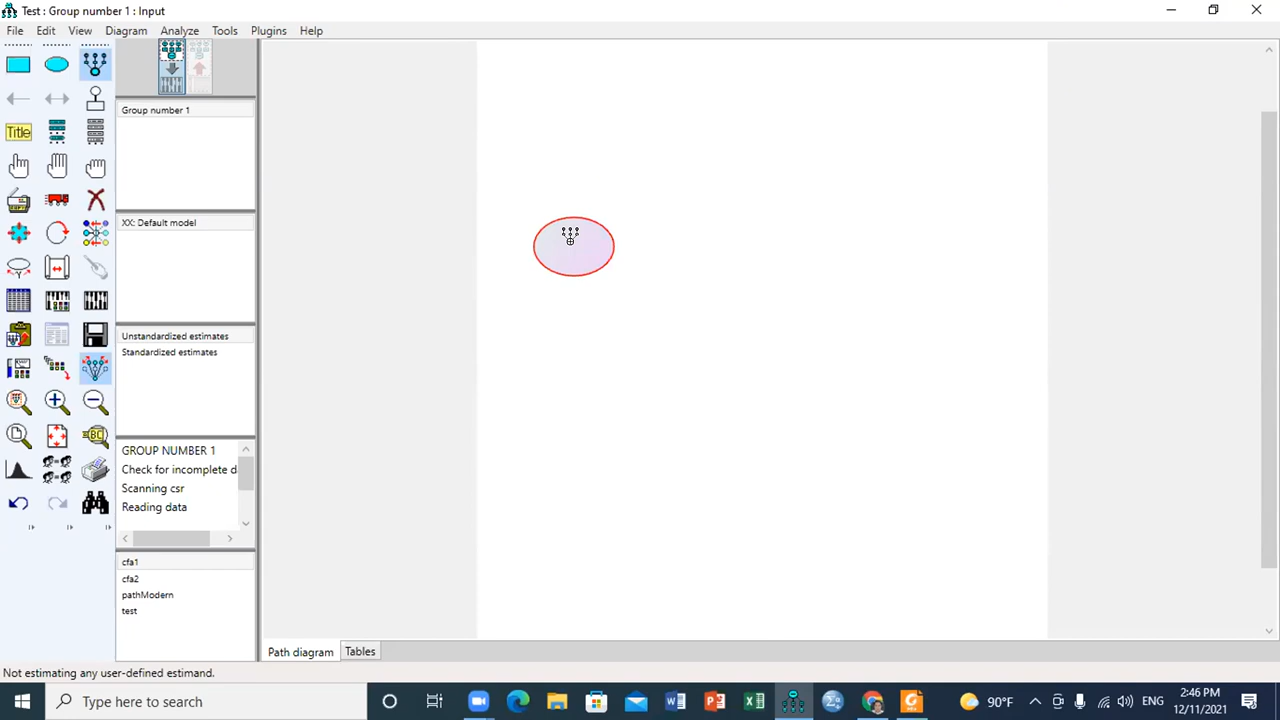 Test : Group number 1 : Input
File Edit View Diagram Analyze Tools Plugins Help
Title
Group number 1
XX: Default model
Unstandardized estimates
Standardized estimates
GROUP NUMBER 1
Check for incomplete d
Scanning csr
Reading data
cfa1
cfa2
pathModern
test
Path diagram Tables
Not estimating any user-defined estimand.
Type here to search
90°F
ENG
2:46 PM
12/11/2021